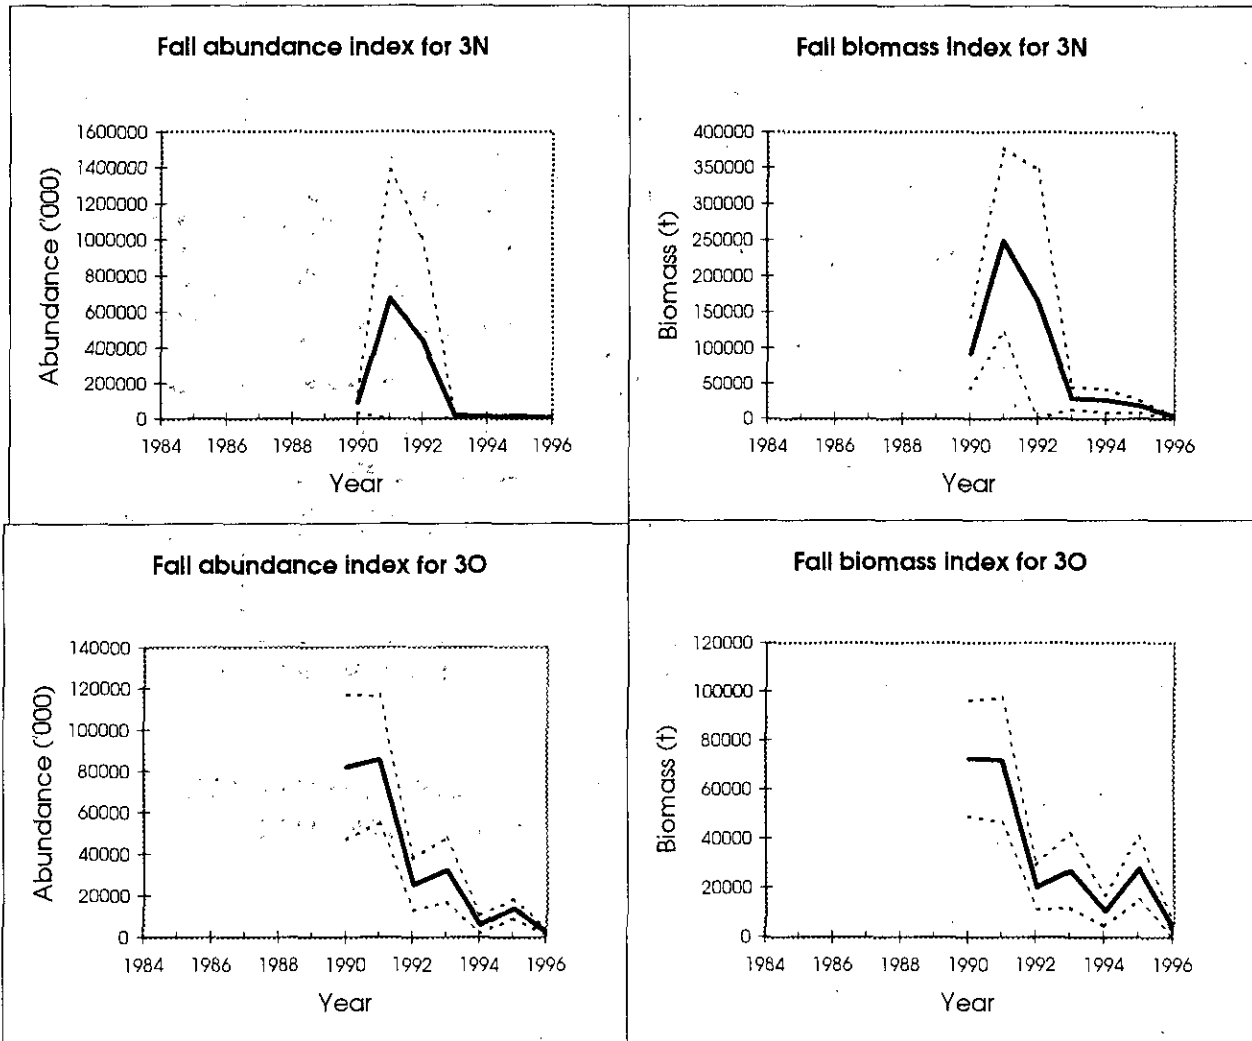 Fall abundance index for 3N
Abundance ('000)
1600000
1400000
1200000
1000000
800000
600000
400000
200000
0
1984 1986 1988 1990 1992 1994 1996
Year
Fall biomass index for 3N
Biomass (t)
400000
350000
300000
250000
200000
150000
100000
50000
0
1984 1986 1988 1990 1992 1994 1996
Year
Fall abundance index for 3O
Abundance ('000)
140000
120000
100000
80000
60000
40000
20000
0
1984 1986 1988 1990 1992 1994 1996
Year
Fall biomass index for 3O
Biomass (t)
120000
100000
80000
60000
40000
20000
0
1984 1986 1988 1990 1992 1994 1996
Year